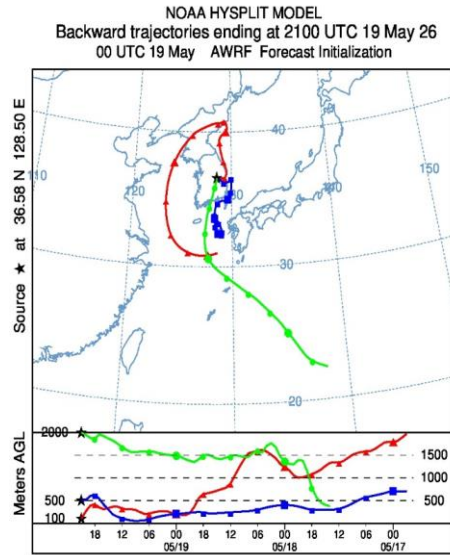 NOAA HYSPLIT MODEL
Backward trajectories ending at 2100 UTC 19 May 26
00 UTC 19 May AWRF Forecast Initialization
Source ★ at 36.58 N 128.50 E
110
120
130
140
150
40
30
20
Meters AGL
2000
500
100
1500
1000
500
18 12 06 00 18 12 06 00 18 12 06 00
05/19 05/18 05/17